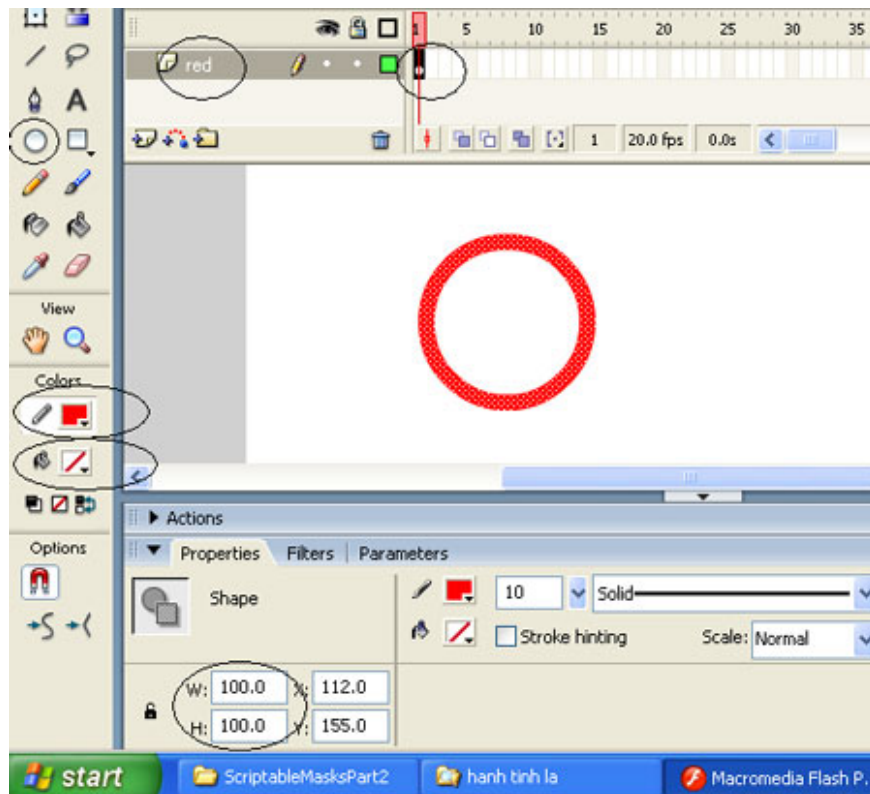 1 5 10 15 20 25 30 35
red
A
1 20.0 fps 0.0s
View
Colors
Actions
Options
Properties Filters Parameters
Shape
10 Solid
Stroke hinting Scale: Normal
W: 100.0 X: 112.0
H: 100.0 Y: 155.0
start ScriptableMasksPart2 hanh tinh la Macromedia Flash P.